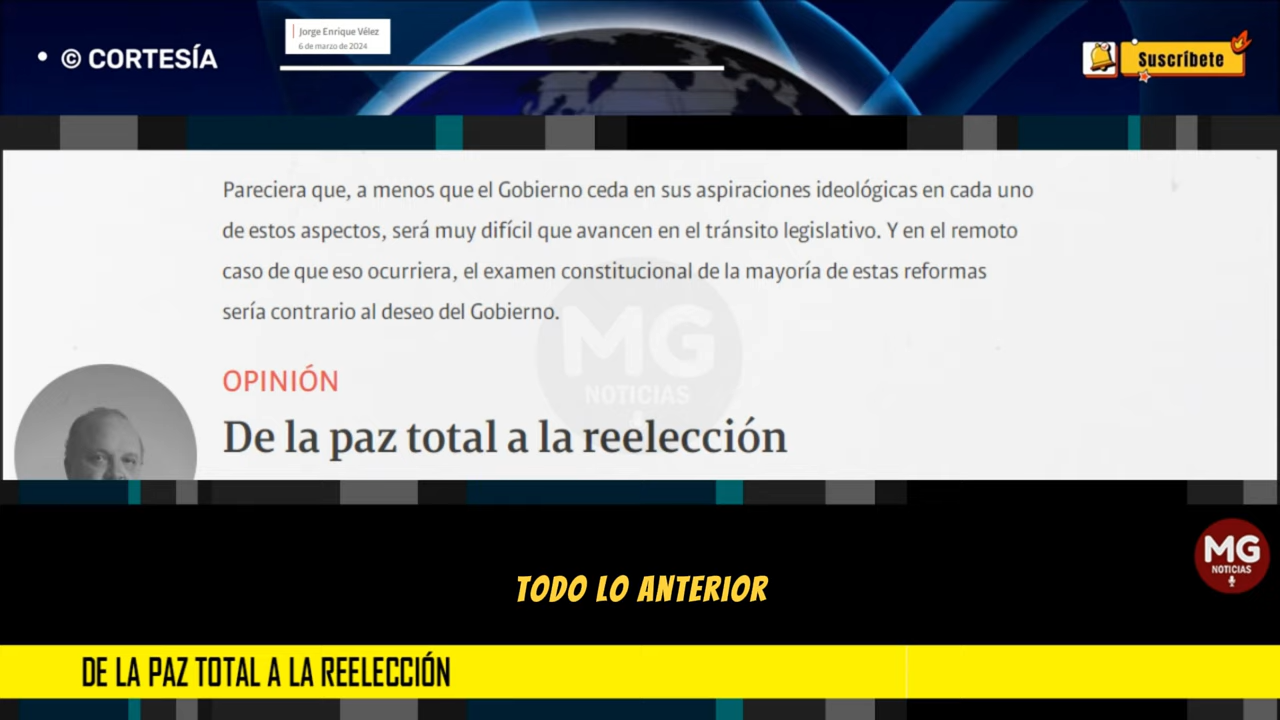 © CORTESÍA
Jorge Enrique Vélez
6 de marzo de 2024
Suscríbete
Pareciera que, a menos que el Gobierno ceda en sus aspiraciones ideológicas en cada uno
de estos aspectos, será muy difícil que avancen en el tránsito legislativo. Y en el remoto
caso de que eso ocurriera, el examen constitucional de la mayoría de estas reformas
sería contrario al deseo del Gobierno.
MG
NOTICIAS
OPINIÓN
De la paz total a la reelección
MG
NOTICIAS
TODO LO ANTERIOR
DE LA PAZ TOTAL A LA REELECCIÓN